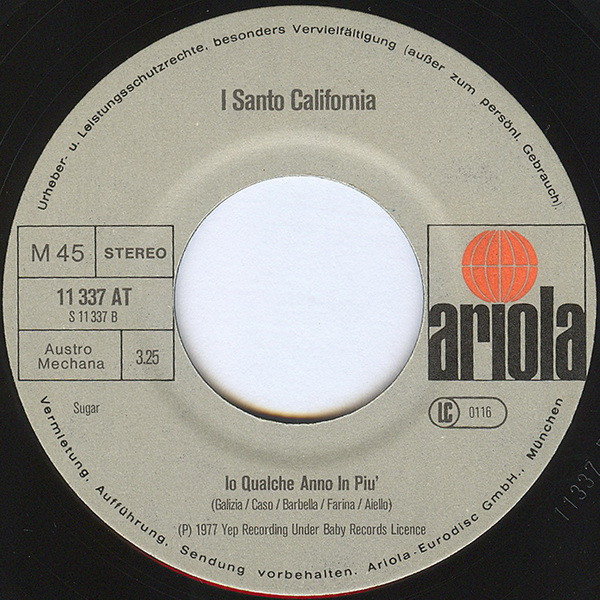 Urheber- u. Leistungsschutzrechte, besonders Vervielfältigung (außer zum persönl. Gebrauch),
I Santo California
M 45
STEREO
11 337 AT
S 11 337 B
Austro
Mechana
3.25
ariola
LC 0116
Sugar
Io Qualche Anno In Piu'
(Galizia / Caso / Barbella / Farina / Aiello)
(P) 1977 Yep Recording Under Baby Records Licence
Vermietung, Aufführung, Sendung vorbehalten. Ariola-Eurodisc GmbH., München
11337